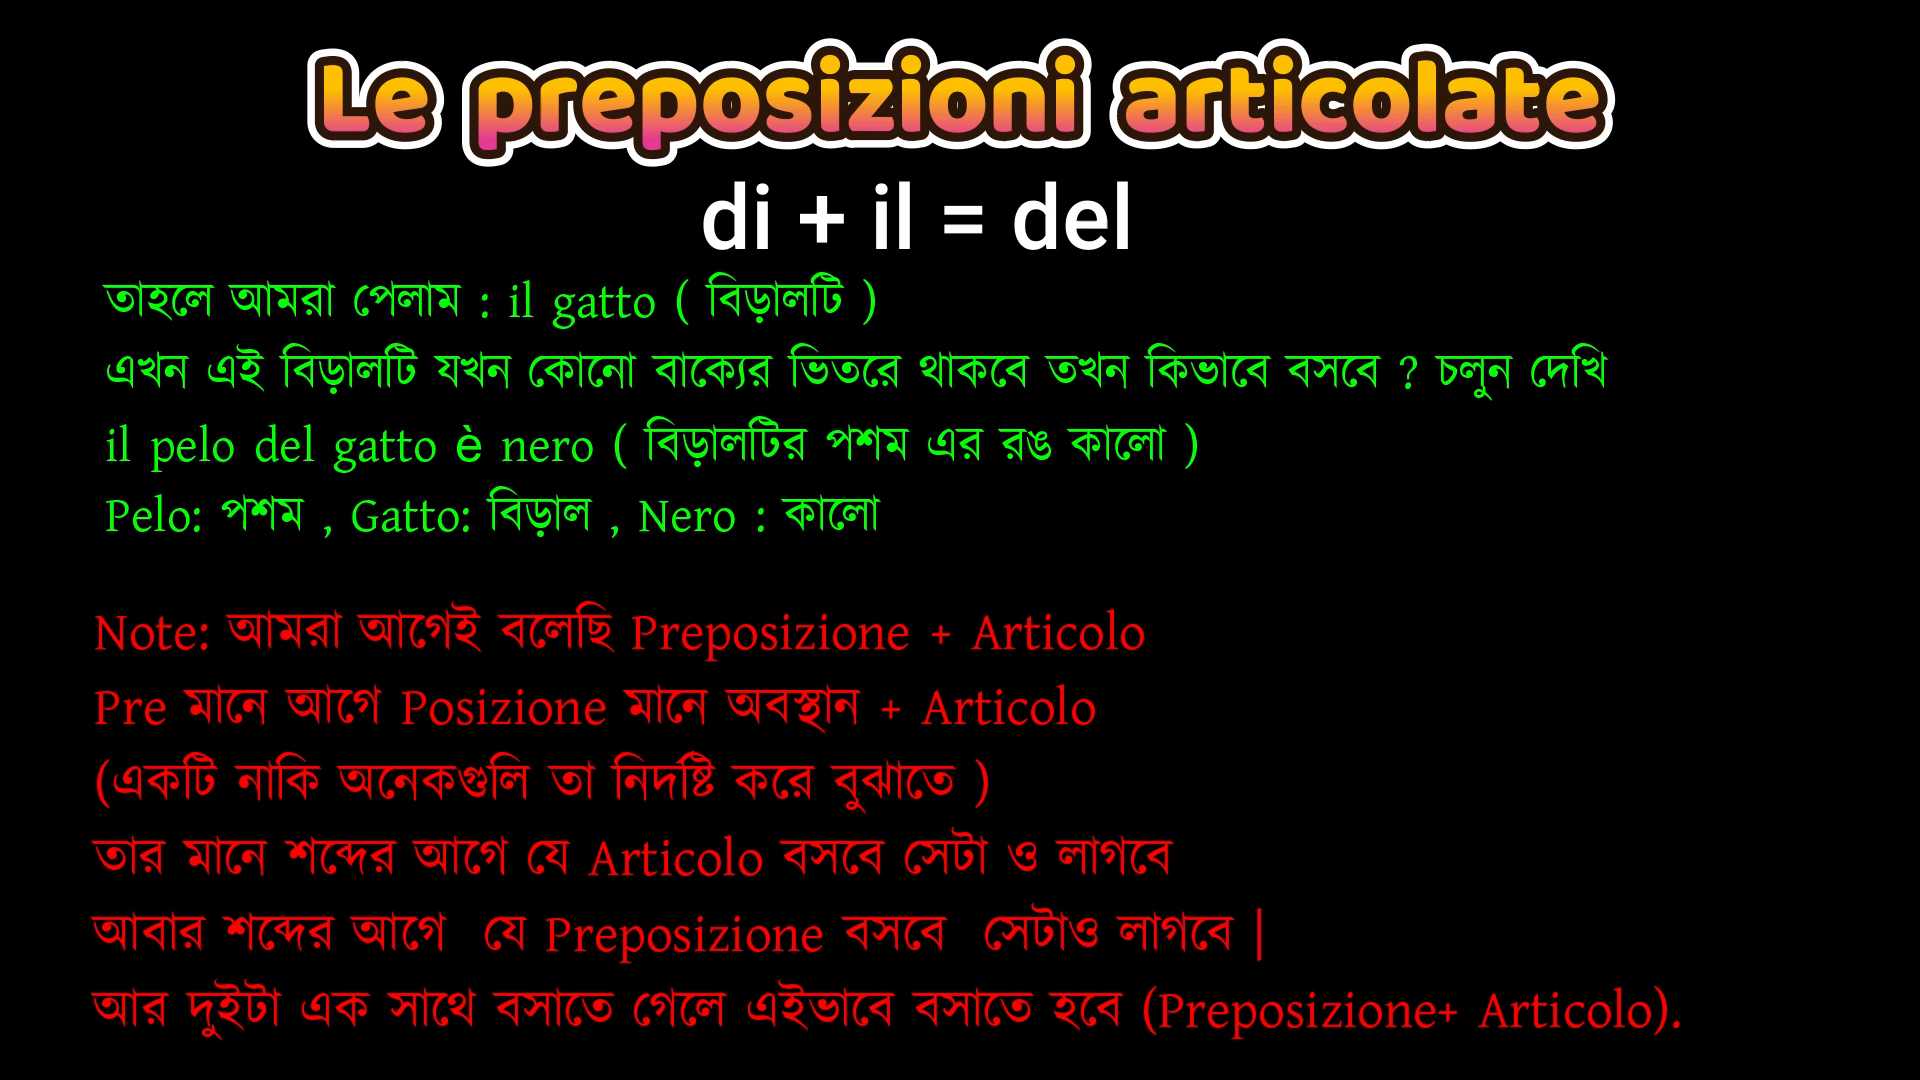 Le preposizioni articolate
di + il = del
তাহলে আমরা পেলাম : il gatto ( বিড়ালটি )
এখন এই বিড়ালটি যখন কোনো বাক্যের ভিতরে থাকবে তখন কিভাবে বসবে ? চলুন দেখি
il pelo del gatto è nero ( বিড়ালটির পশম এর রঙ কালো )
Pelo: পশম , Gatto: বিড়াল , Nero : কালো
Note: আমরা আগেই বলেছি Preposizione + Articolo
Pre মানে আগে Posizione মানে অবস্থান + Articolo
(একটি নাকি অনেকগুলি তা নির্দিষ্টি করে বুঝাতে )
তার মানে শব্দের আগে যে Articolo বসবে সেটা ও লাগবে
আবার শব্দের আগে যে Preposizione বসবে সেটাও লাগবে |
আর দুইটা এক সাথে বসাতে গেলে এইভাবে বসাতে হবে (Preposizione+ Articolo).